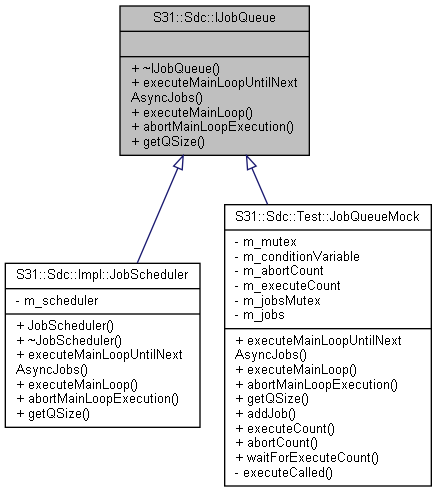 S31::Sdc::IJobQueue
+ ~IJobQueue()
+ executeMainLoopUntilNext
AsyncJobs()
+ executeMainLoop()
+ abortMainLoopExecution()
+ getQSize()
S31::Sdc::Impl::JobScheduler
- m_scheduler
+ JobScheduler()
+ ~JobScheduler()
+ executeMainLoopUntilNext
AsyncJobs()
+ executeMainLoop()
+ abortMainLoopExecution()
+ getQSize()
S31::Sdc::Test::JobQueueMock
- m_mutex
- m_conditionVariable
- m_abortCount
- m_executeCount
- m_jobsMutex
- m_jobs
+ executeMainLoopUntilNext
AsyncJobs()
+ executeMainLoop()
+ abortMainLoopExecution()
+ getQSize()
+ addJob()
+ executeCount()
+ abortCount()
+ waitForExecuteCount()
- executeCalled()